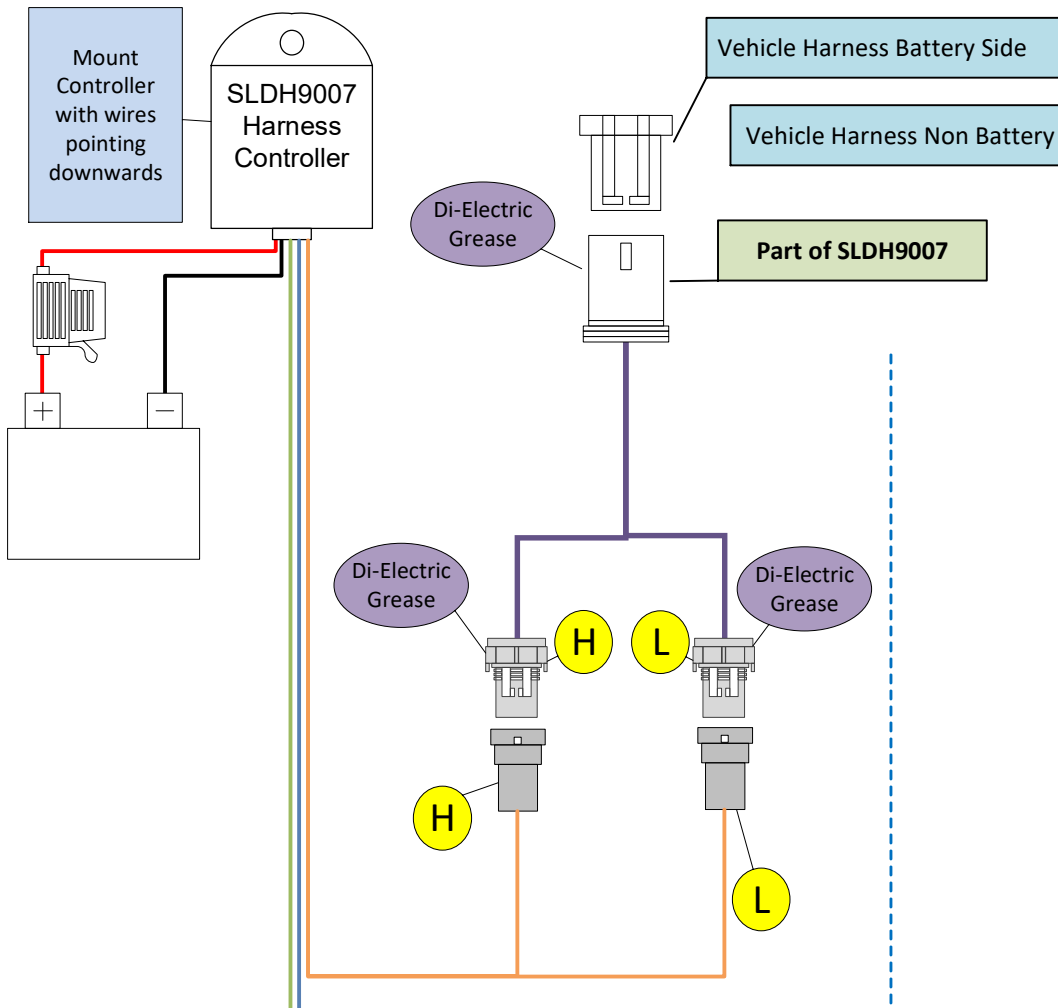 Mount
Controller
with wires
pointing
downwards
SLDH9007
Harness
Controller
Vehicle Harness Battery Side
Vehicle Harness Non Battery
Di-Electric
Grease
Part of SLDH9007
+
−
Di-Electric
Grease
H
L
Di-Electric
Grease
H
L